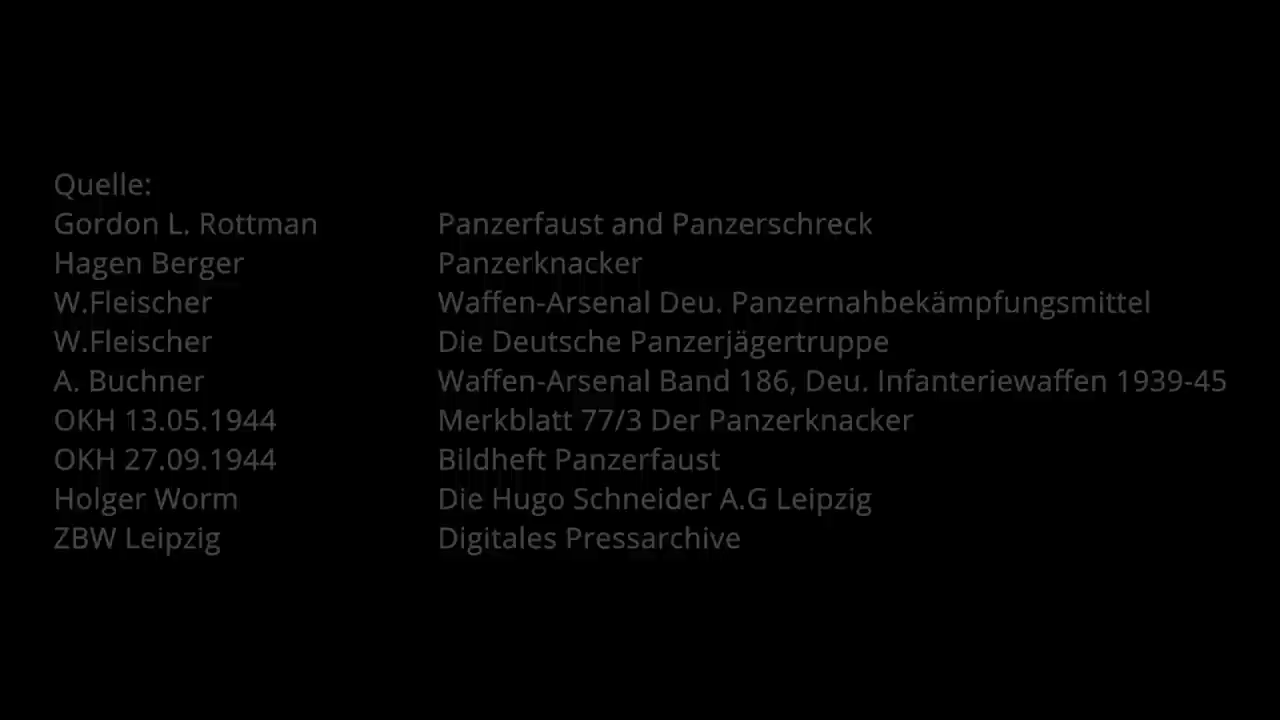 Quelle:
Gordon L. Rottman Panzerfaust and Panzerschreck
Hagen Berger Panzerknacker
W.Fleischer Waffen-Arsenal Deu. Panzernahbekämpfungsmittel
W.Fleischer Die Deutsche Panzerjägertruppe
A. Buchner Waffen-Arsenal Band 186, Deu. Infanteriewaffen 1939-45
OKH 13.05.1944 Merkblatt 77/3 Der Panzerknacker
OKH 27.09.1944 Bildheft Panzerfaust
Holger Worm Die Hugo Schneider A.G Leipzig
ZBW Leipzig Digitales Pressarchive